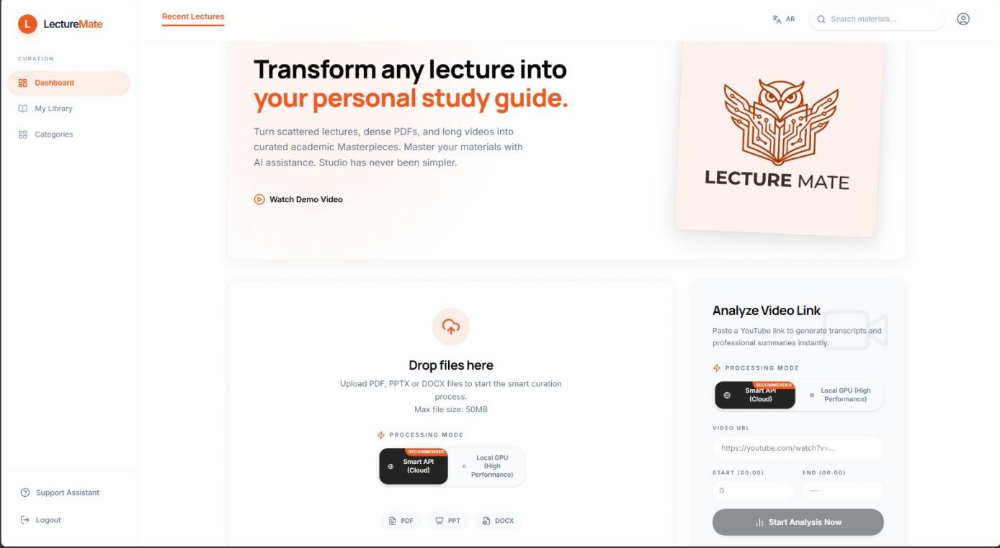 L LectureMate
CURATION
Dashboard
My Library
Categories
Support Assistant
Logout
Recent Lectures
AR
Search materials...
Transform any lecture into
your personal study guide.
Turn scattered lectures, dense PDFs, and long videos into
curated academic Masterpieces. Master your materials with
AI assistance. Studio has never been simpler.
Watch Demo Video
LECTURE MATE
Drop files here
Upload PDF, PPTX or DOCX files to start the smart curation
process.
Max file size: 50MB
PROCESSING MODE
RECOMMENDED
Smart API
(Cloud)
Local GPU
(High
Performance)
PDF
PPT
DOCX
Analyze Video Link
Paste a YouTube link to generate transcripts and
professional summaries instantly.
PROCESSING MODE
RECOMMENDED
Smart API
(Cloud)
Local GPU (High
Performance)
VIDEO URL
https://youtube.com/watch?v=...
START (00:00)
END (00:00)
0
---
Start Analysis Now